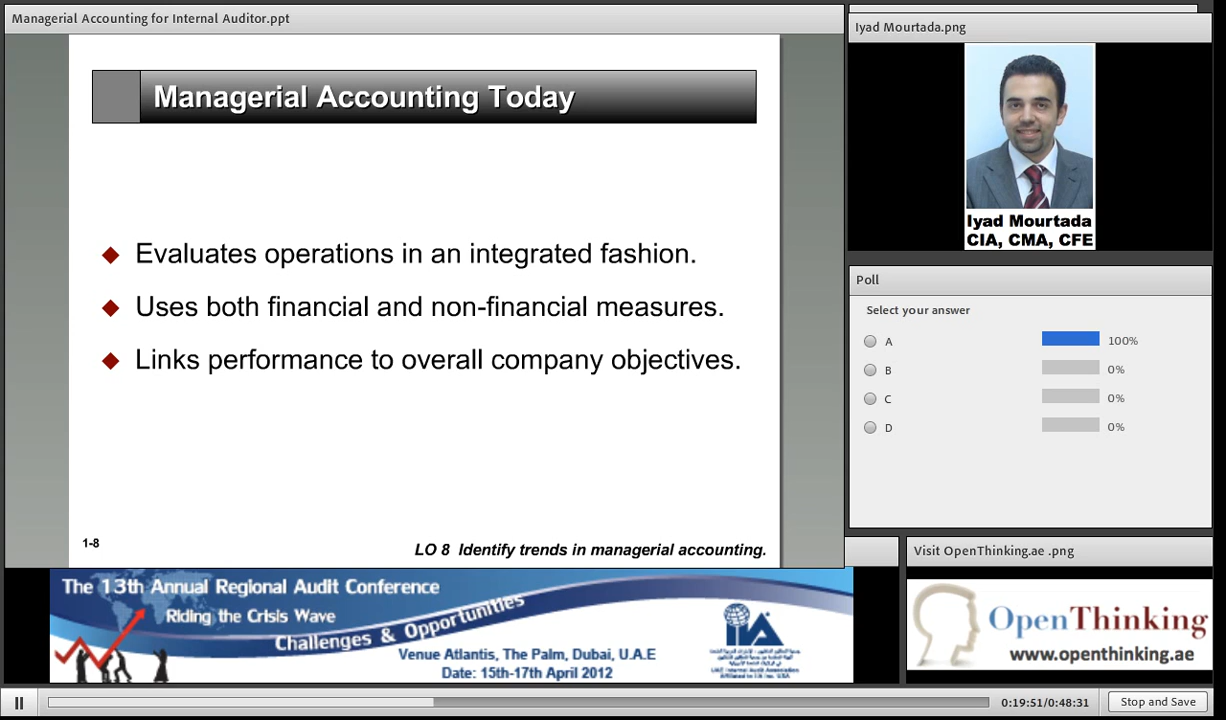 Managerial Accounting for Internal Auditor.ppt
Managerial Accounting Today
Evaluates operations in an integrated fashion.
Uses both financial and non-financial measures.
Links performance to overall company objectives.
1-8
LO 8 Identify trends in managerial accounting.
Iyad Mourtada.png
Iyad Mourtada
CIA, CMA, CFE
Poll
Select your answer
A 100%
B 0%
C 0%
D 0%
The 13th Annual Regional Audit Conference
Riding the Crisis Wave
Challenges & Opportunities
Venue Atlantis, The Palm, Dubai, U.A.E
Date: 15th-17th April 2012
IIA
Visit OpenThinking.ae .png
OpenThinking
www.openthinking.ae
0:19:51/0:48:31
Stop and Save